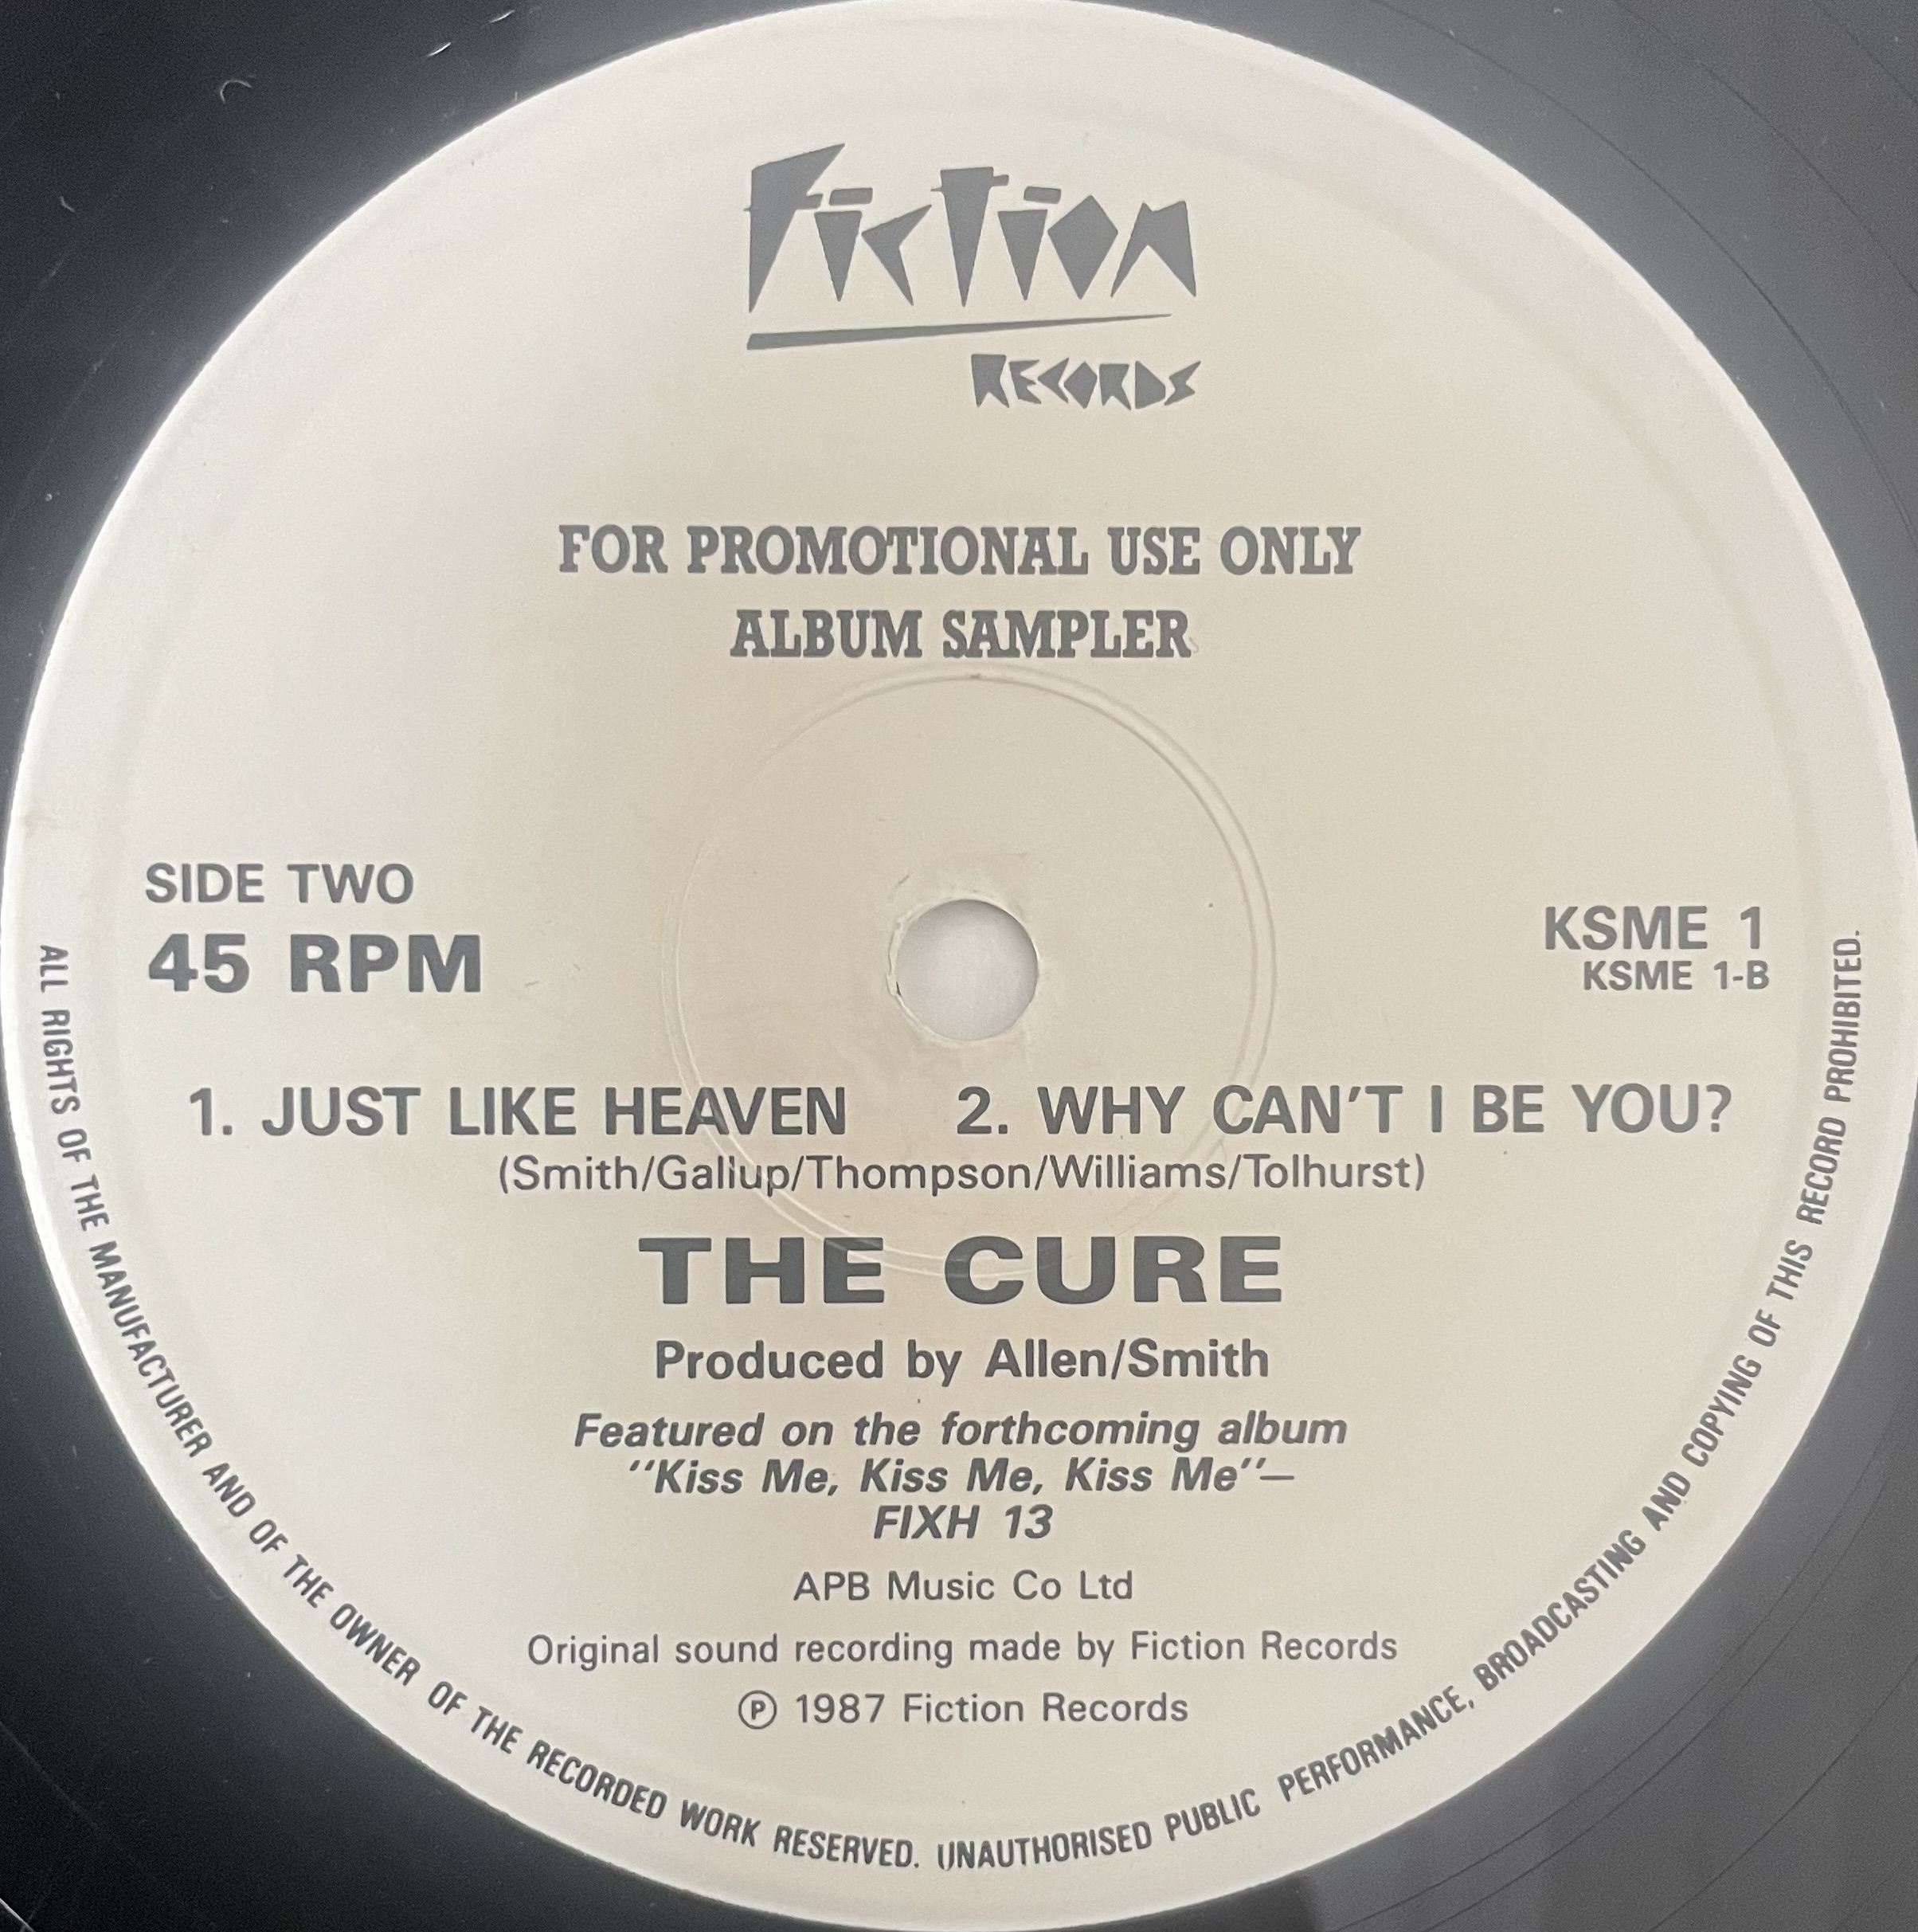 Fiction
RECORDS
FOR PROMOTIONAL USE ONLY
ALBUM SAMPLER
SIDE TWO
45 RPM
KSME 1
KSME 1-B
1. JUST LIKE HEAVEN 2. WHY CAN'T I BE YOU?
(Smith/Gallup/Thompson/Williams/Tolhurst)
THE CURE
Produced by Allen/Smith
Featured on the forthcoming album
"Kiss Me, Kiss Me, Kiss Me"—
FIXH 13
APB Music Co Ltd
Original sound recording made by Fiction Records
Ⓟ 1987 Fiction Records
ALL RIGHTS OF THE MANUFACTURER AND OF THE OWNER OF THE RECORDED WORK RESERVED. UNAUTHORISED PUBLIC PERFORMANCE, BROADCASTING AND COPYING OF THIS RECORD PROHIBITED.